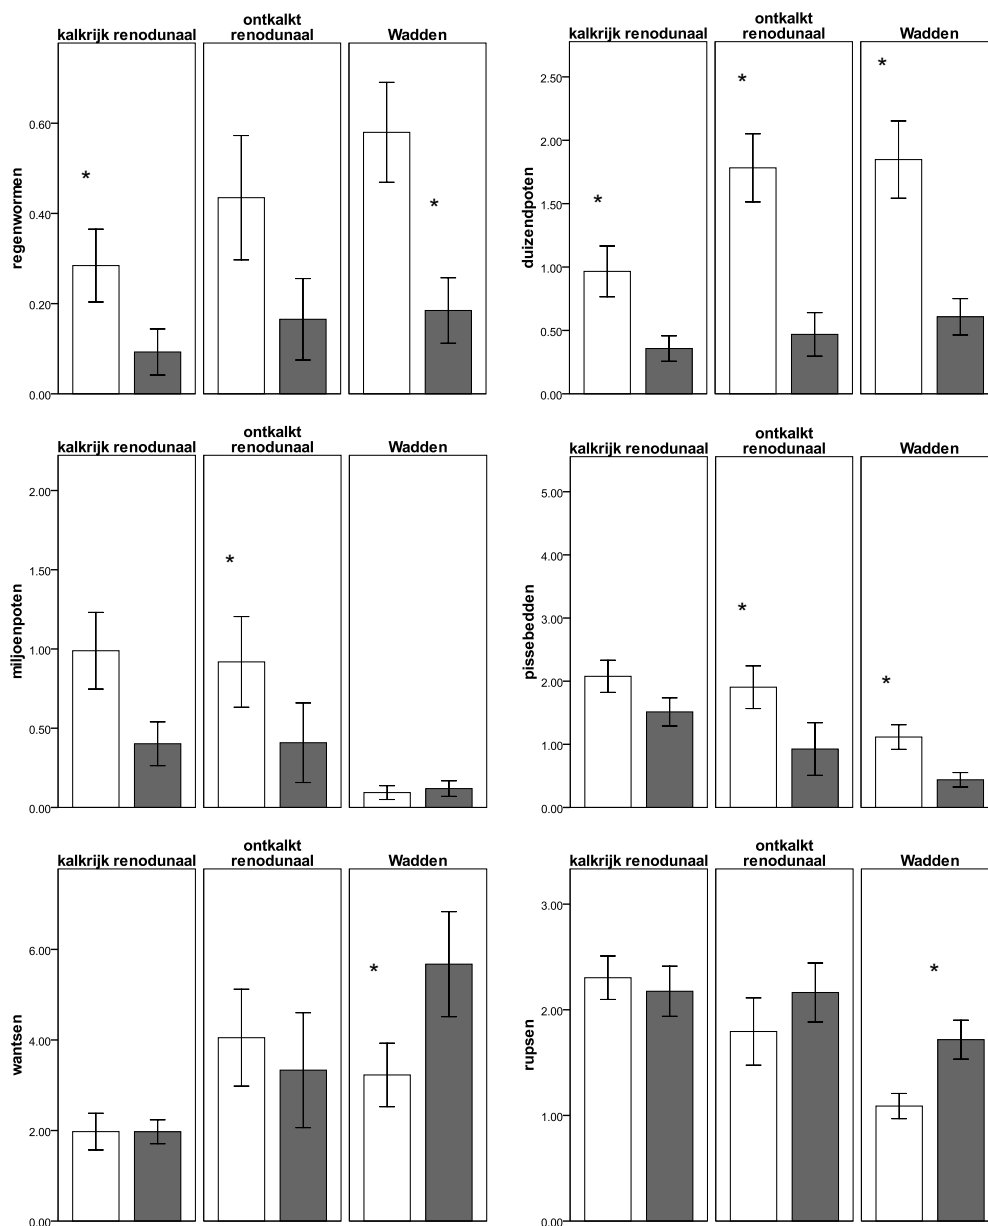 kalkrijk renodunaal
ontkalkt
renodunaal
Wadden
regenwormen
0.60
0.40
0.20
0.00
*
*
kalkrijk renodunaal
ontkalkt
renodunaal
Wadden
duizendpoten
2.50
2.00
1.50
1.00
0.50
0.00
*
*
*
kalkrijk renodunaal
ontkalkt
renodunaal
Wadden
miljoenpoten
2.00
1.50
1.00
0.50
0.00
*
kalkrijk renodunaal
ontkalkt
renodunaal
Wadden
pissebedden
5.00
4.00
3.00
2.00
1.00
0.00
*
*
kalkrijk renodunaal
ontkalkt
renodunaal
Wadden
wantsen
6.00
4.00
2.00
0.00
*
kalkrijk renodunaal
ontkalkt
renodunaal
Wadden
rupsen
3.00
2.00
1.00
0.00
*